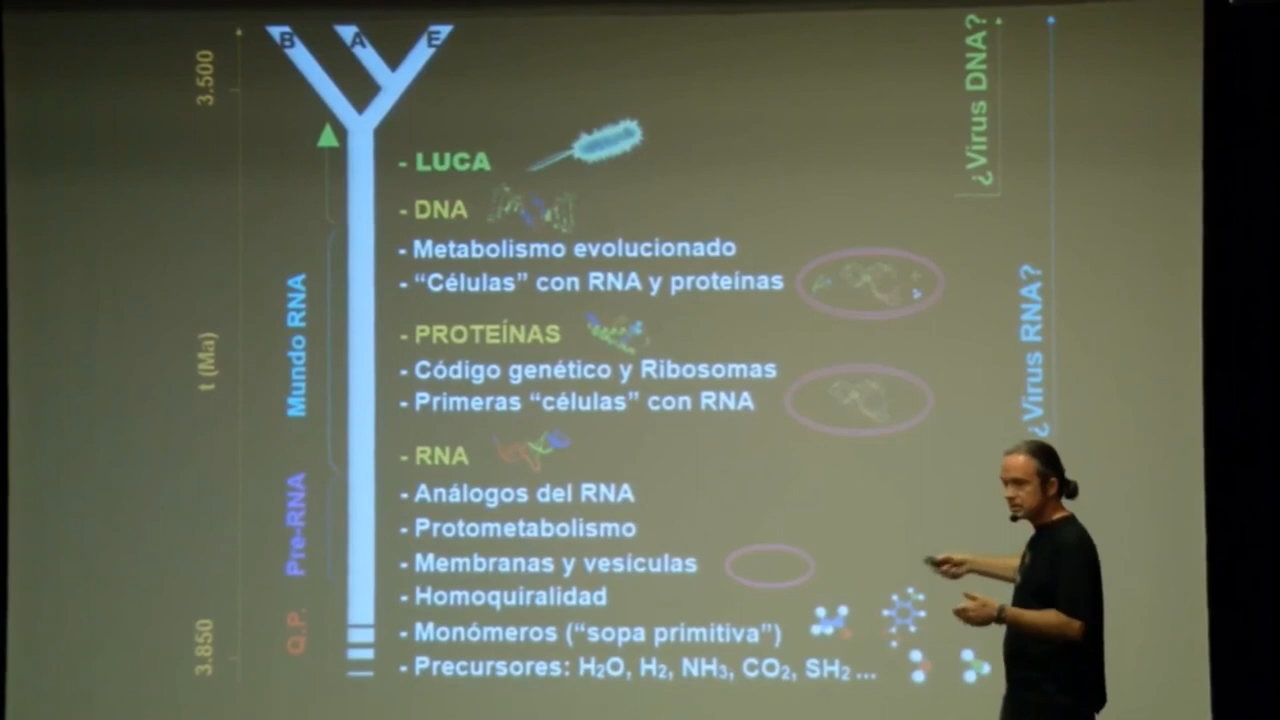 B A E
3.500
¿Virus DNA?
- LUCA
- DNA
- Metabolismo evolucionado
- “Células” con RNA y proteínas
Mundo RNA
¿Virus RNA?
- PROTEÍNAS
t (Ma)
- Código genético y Ribosomas
- Primeras “células” con RNA
- RNA
Pre-RNA
- Análogos del RNA
- Protometabolismo
- Membranas y vesículas
- Homoquiralidad
Q.P.
3.850
- Monómeros (“sopa primitiva”)
- Precursores: H₂O, H₂, NH₃, CO₂, SH₂ ...